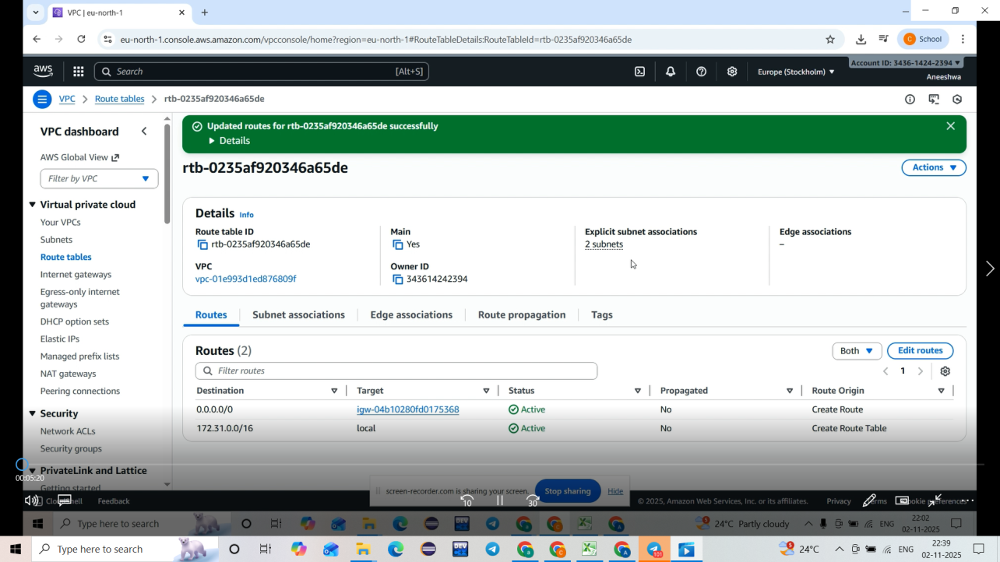 VPC | eu-north-1
eu-north-1.console.aws.amazon.com/vpcconsole/home?region=eu-north-1#RouteTableDetails:RouteTableId=rtb-0235af920346a65de
C School
aws
Search [Alt+S]
Europe (Stockholm)
Account ID: 3436-1424-2394
Aneeshwa
VPC > Route tables > rtb-0235af920346a65de
VPC dashboard
AWS Global View
Filter by VPC
Virtual private cloud
Your VPCs
Subnets
Route tables
Internet gateways
Egress-only internet
gateways
DHCP option sets
Elastic IPs
Managed prefix lists
NAT gateways
Peering connections
Security
Network ACLs
Security groups
PrivateLink and Lattice
Getting started
Updated routes for rtb-0235af920346a65de successfully
Details
rtb-0235af920346a65de
Actions
Details Info
Route table ID
rtb-0235af920346a65de
VPC
vpc-01e993d1ed876809f
Main
Yes
Owner ID
343614242394
Explicit subnet associations
2 subnets
Edge associations
–
Routes Subnet associations Edge associations Route propagation Tags
Routes (2)
Both Edit routes
Filter routes
1
Destination Target Status Propagated Route Origin
0.0.0.0/0 igw-04b10280fd0175368 Active No Create Route
172.31.0.0/16 local Active No Create Route Table
00:05:20
screen-recorder.com is sharing your screen. Stop sharing Hide
10 30
Feedback
© 2025, Amazon Web Services, Inc. or its affiliates. Privacy
Type here to search
DEV
24°C Partly cloudy
ENG
22:02
02-11-2025
Type here to search
DEV
101
24°C
ENG
22:39
02-11-2025